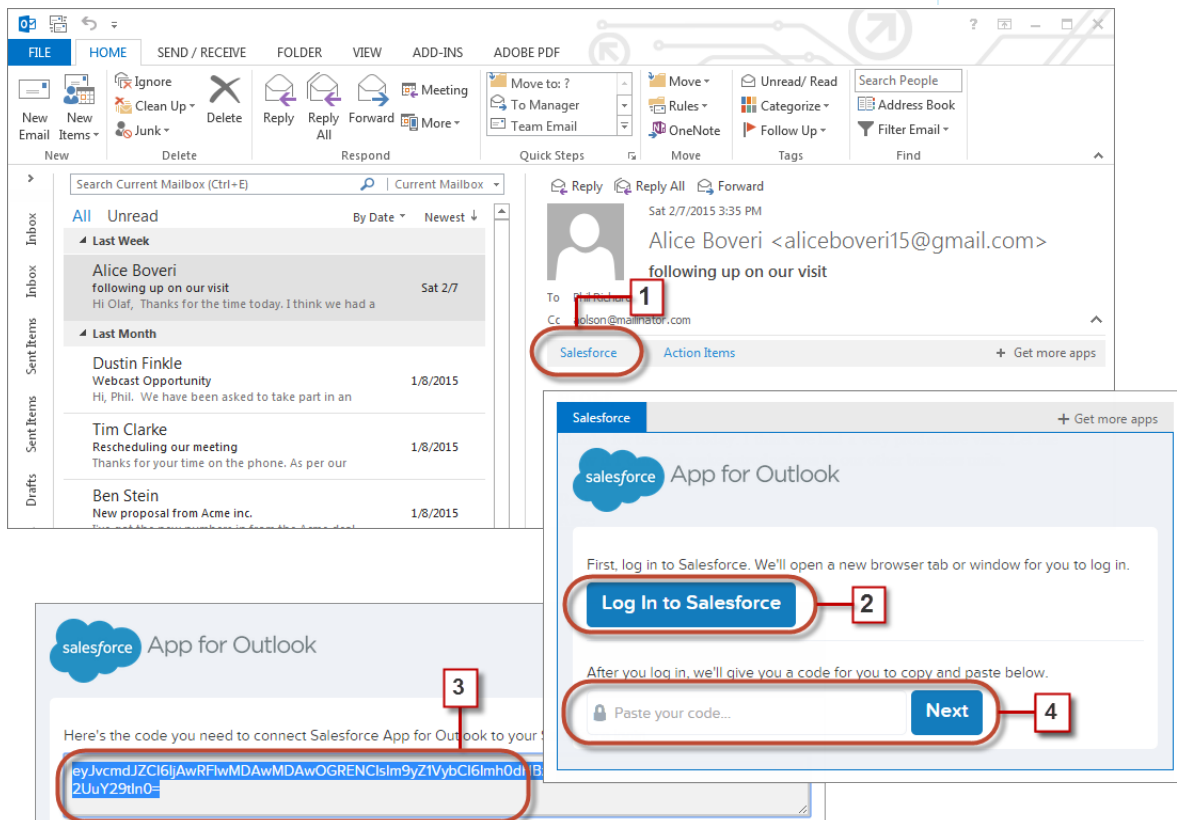 FILE HOME SEND / RECEIVE FOLDER VIEW ADD-INS ADOBE PDF
New Email
New Items
Ignore
Clean Up
Junk
Delete
Reply
Reply All
Forward
Meeting
More
Move to: ?
To Manager
Team Email
Move
Rules
OneNote
Unread/ Read
Categorize
Follow Up
Search People
Address Book
Filter Email
New Delete Respond Quick Steps Move Tags Find
Inbox
Inbox
Sent Items
Sent Items
Drafts
Search Current Mailbox (Ctrl+E) Current Mailbox
All Unread By Date Newest
Last Week
Alice Boveri
following up on our visit Sat 2/7
Hi Olaf, Thanks for the time today. I think we had a
Last Month
Dustin Finkle
Webcast Opportunity 1/8/2015
Hi, Phil. We have been asked to take part in an
Tim Clarke
Rescheduling our meeting 1/8/2015
Thanks for your time on the phone. As per our
Ben Stein
New proposal from Acme inc. 1/8/2015
Reply Reply All Forward
Sat 2/7/2015 3:35 PM
Alice Boveri <aliceboveri15@gmail.com>
following up on our visit
To Phil
1
Cc aolson@mailinator.com
Salesforce Action Items + Get more apps
Salesforce + Get more apps
salesforce App for Outlook
First, log in to Salesforce. We'll open a new browser tab or window for you to log in.
Log In to Salesforce 2
After you log in, we'll give you a code for you to copy and paste below.
Paste your code... Next 4
salesforce App for Outlook
3
Here's the code you need to connect Salesforce App for Outlook to your
2UuY29tIn0=